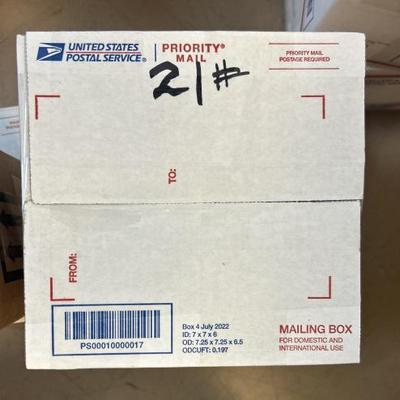 UNITED STATES
POSTAL SERVICE®
PRIORITY®
MAIL
PRIORITY MAIL
POSTAGE REQUIRED
21#
TO:
FROM:
PS00010000017
Box 4 July 2022
ID: 7 x 7 x 6
OD: 7.25 x 7.25 x 6.5
ODCUFT: 0.197
MAILING BOX
FOR DOMESTIC AND
INTERNATIONAL USE